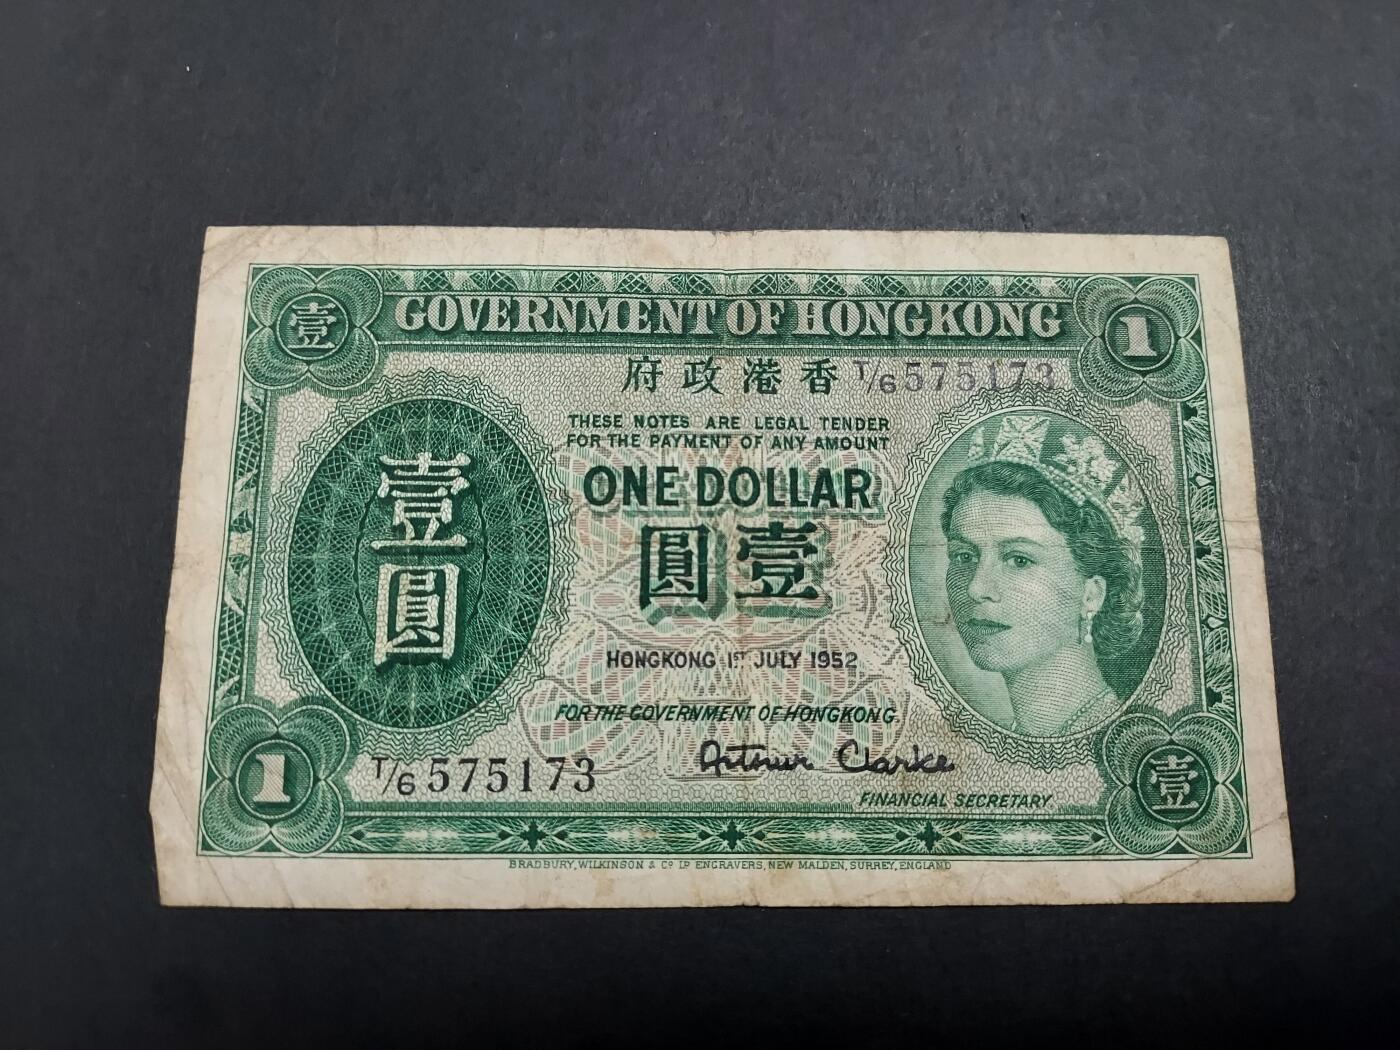 壹 GOVERNMENT OF HONGKONG 1
府政港香 T/6 575173
THESE NOTES ARE LEGAL TENDER
FOR THE PAYMENT OF ANY AMOUNT
ONE DOLLAR
圓壹
壹
圓
HONGKONG 1ST JULY 1952
FOR THE GOVERNMENT OF HONGKONG.
Arthur Clarke
1 T/6 575173
FINANCIAL SECRETARY.
壹
BRADBURY, WILKINSON & Co LD ENGRAVERS, NEW MALDEN, SURREY, ENGLAND